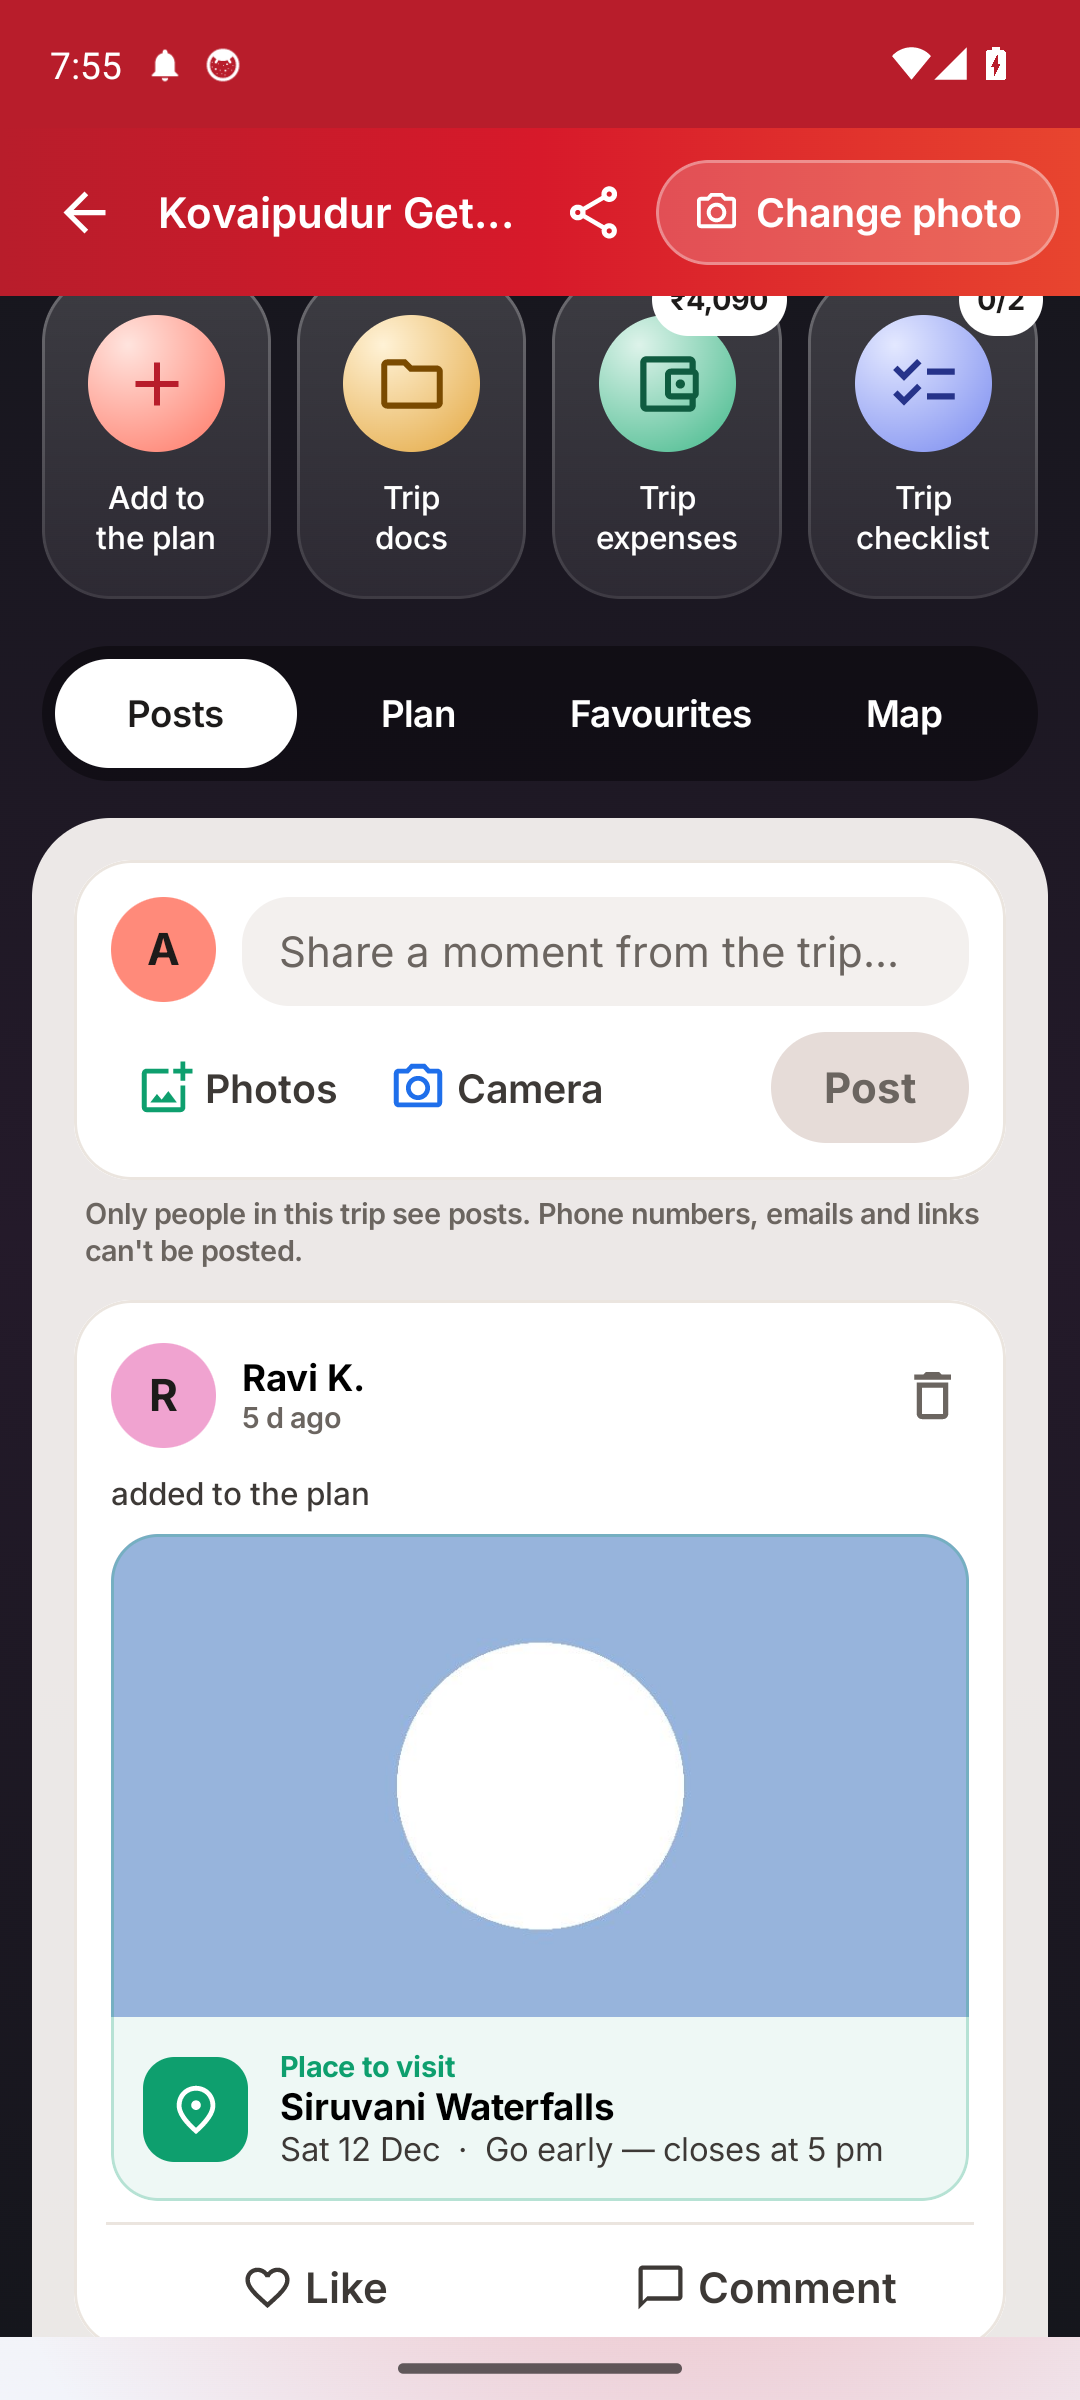 7:55
Kovaipudur Get...
Change photo
₹4,090
0/2
Add to
the plan
Trip
docs
Trip
expenses
Trip
checklist
Posts
Plan
Favourites
Map
A
Share a moment from the trip...
Photos
Camera
Post
Only people in this trip see posts. Phone numbers, emails and links
can't be posted.
R
Ravi K.
5 d ago
added to the plan
Place to visit
Siruvani Waterfalls
Sat 12 Dec · Go early — closes at 5 pm
Like
Comment